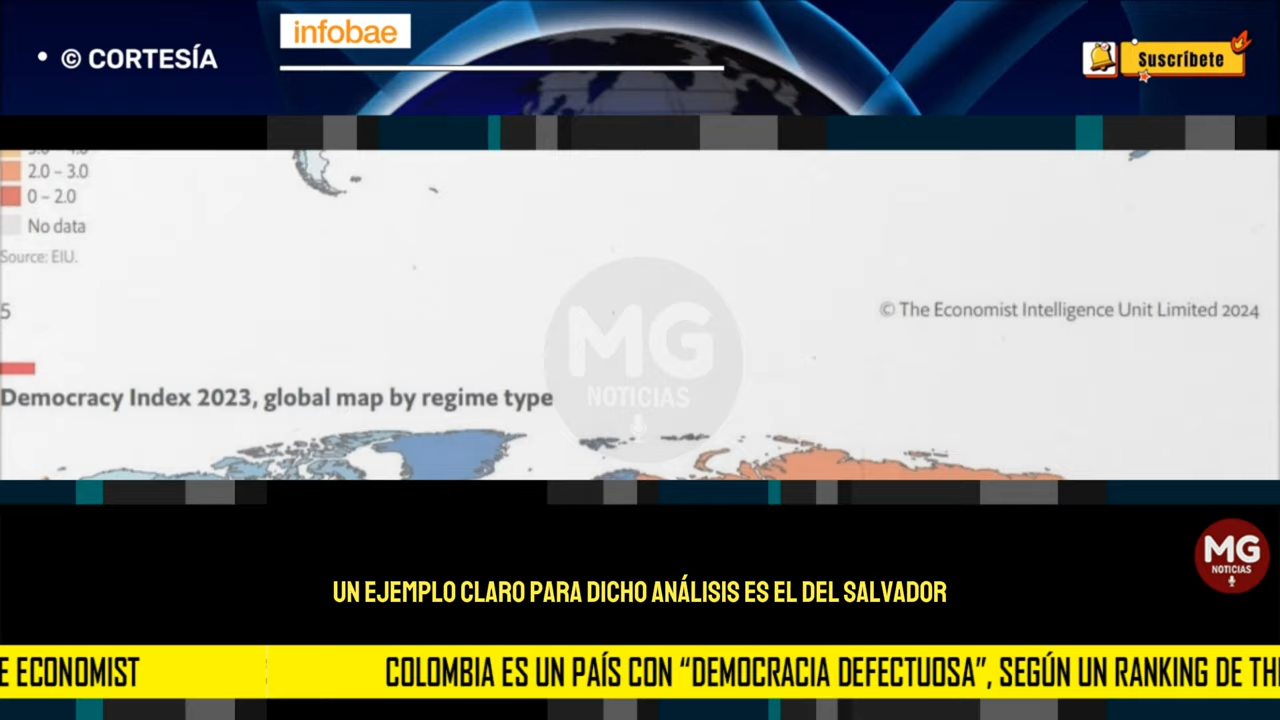 infobae
• © CORTESÍA
Suscríbete
2.0 – 3.0
0 – 2.0
No data
Source: EIU.
5
© The Economist Intelligence Unit Limited 2024
MG
NOTICIAS
Democracy Index 2023, global map by regime type
MG
NOTICIAS
UN EJEMPLO CLARO PARA DICHO ANÁLISIS ES EL DEL SALVADOR
E ECONOMIST COLOMBIA ES UN PAÍS CON “DEMOCRACIA DEFECTUOSA”, SEGÚN UN RANKING DE TH